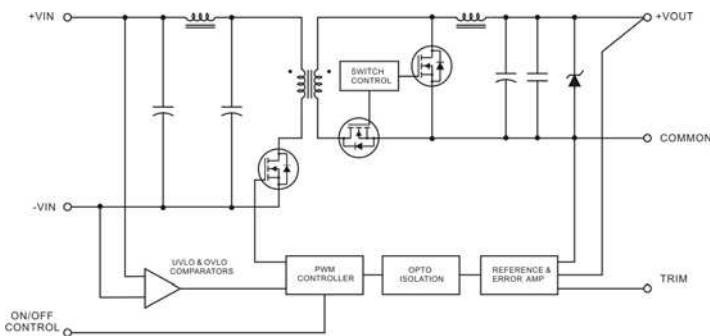 +VIN
+VOUT
SWITCH
CONTROL
COMMON
-VIN
UVLO & OVLO
COMPARATORS
PWM
CONTROLLER
OPTO
ISOLATION
REFERENCE &
ERROR AMP
TRIM
ON/OFF
CONTROL